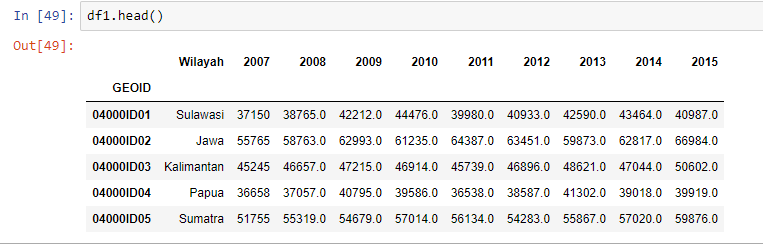 In [49]: df1.head()
Out[49]:
Wilayah 2007 2008 2009 2010 2011 2012 2013 2014 2015
GEOID
04000ID01 Sulawasi 37150 38765.0 42212.0 44476.0 39980.0 40933.0 42590.0 43464.0 40987.0
04000ID02 Jawa 55765 58763.0 62993.0 61235.0 64387.0 63451.0 59873.0 62817.0 66984.0
04000ID03 Kalimantan 45245 46657.0 47215.0 46914.0 45739.0 46896.0 48621.0 47044.0 50602.0
04000ID04 Papua 36658 37057.0 40795.0 39586.0 36538.0 38587.0 41302.0 39018.0 39919.0
04000ID05 Sumatra 51755 55319.0 54679.0 57014.0 56134.0 54283.0 55867.0 57020.0 59876.0